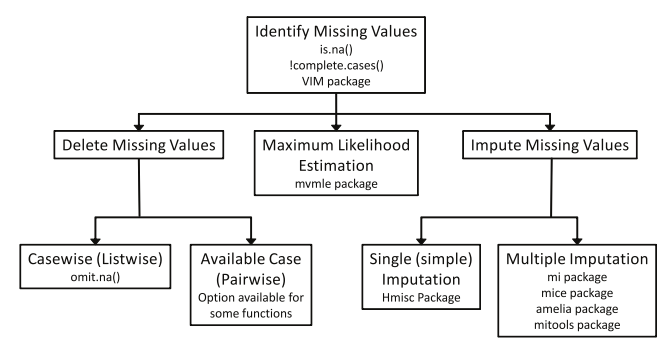 Identify Missing Values
is.na()
!complete.cases()
VIM package
Delete Missing Values
Maximum Likelihood
Estimation
mvmle package
Impute Missing Values
Casewise (Listwise)
omit.na()
Available Case
(Pairwise)
Option available for
some functions
Single (simple)
Imputation
Hmisc Package
Multiple Imputation
mi package
mice package
amelia package
mitools package